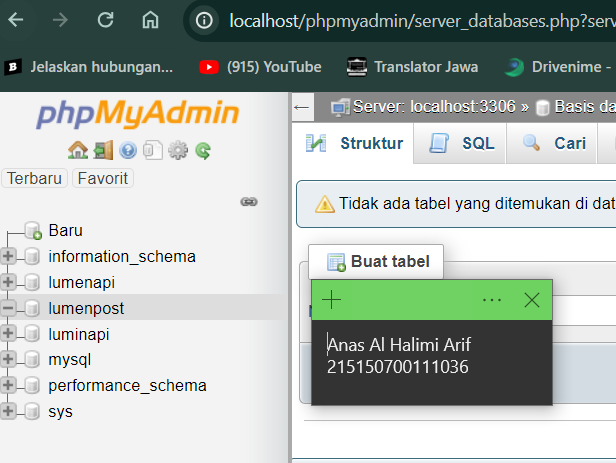 localhost/phpmyadmin/server_databases.php?serv
Jelaskan hubungan...
(915) YouTube
Translator Jawa
Drivenime -
phpMyAdmin
Terbaru
Favorit
Baru
information_schema
lumenapi
lumenpost
luminapi
mysql
performance_schema
sys
Server: localhost:3306 » Basis da
Struktur
SQL
Cari
Tidak ada tabel yang ditemukan di dat
Buat tabel
Anas Al Halimi Arif
215150700111036